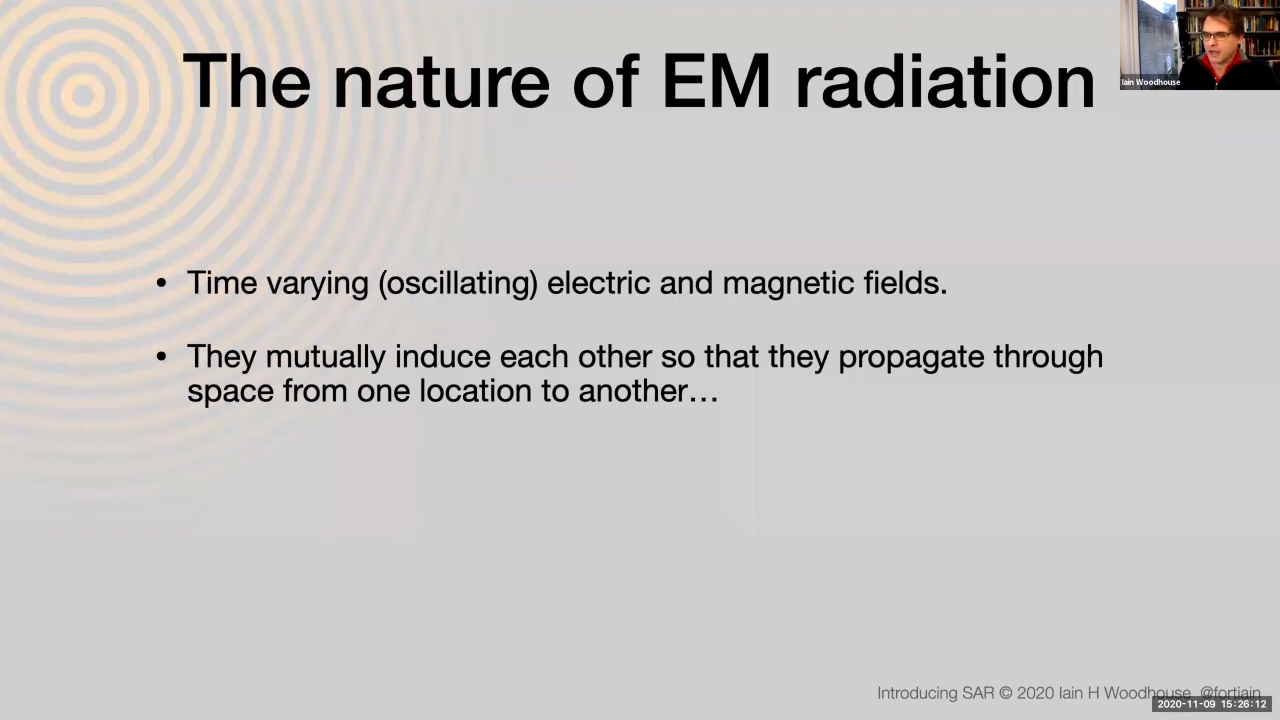 The nature of EM radiation
Iain Woodhouse
• Time varying (oscillating) electric and magnetic fields.
• They mutually induce each other so that they propagate through
space from one location to another…
Introducing SAR © 2020 Iain H Woodhouse @fortiain
2020-11-09 15:26:12